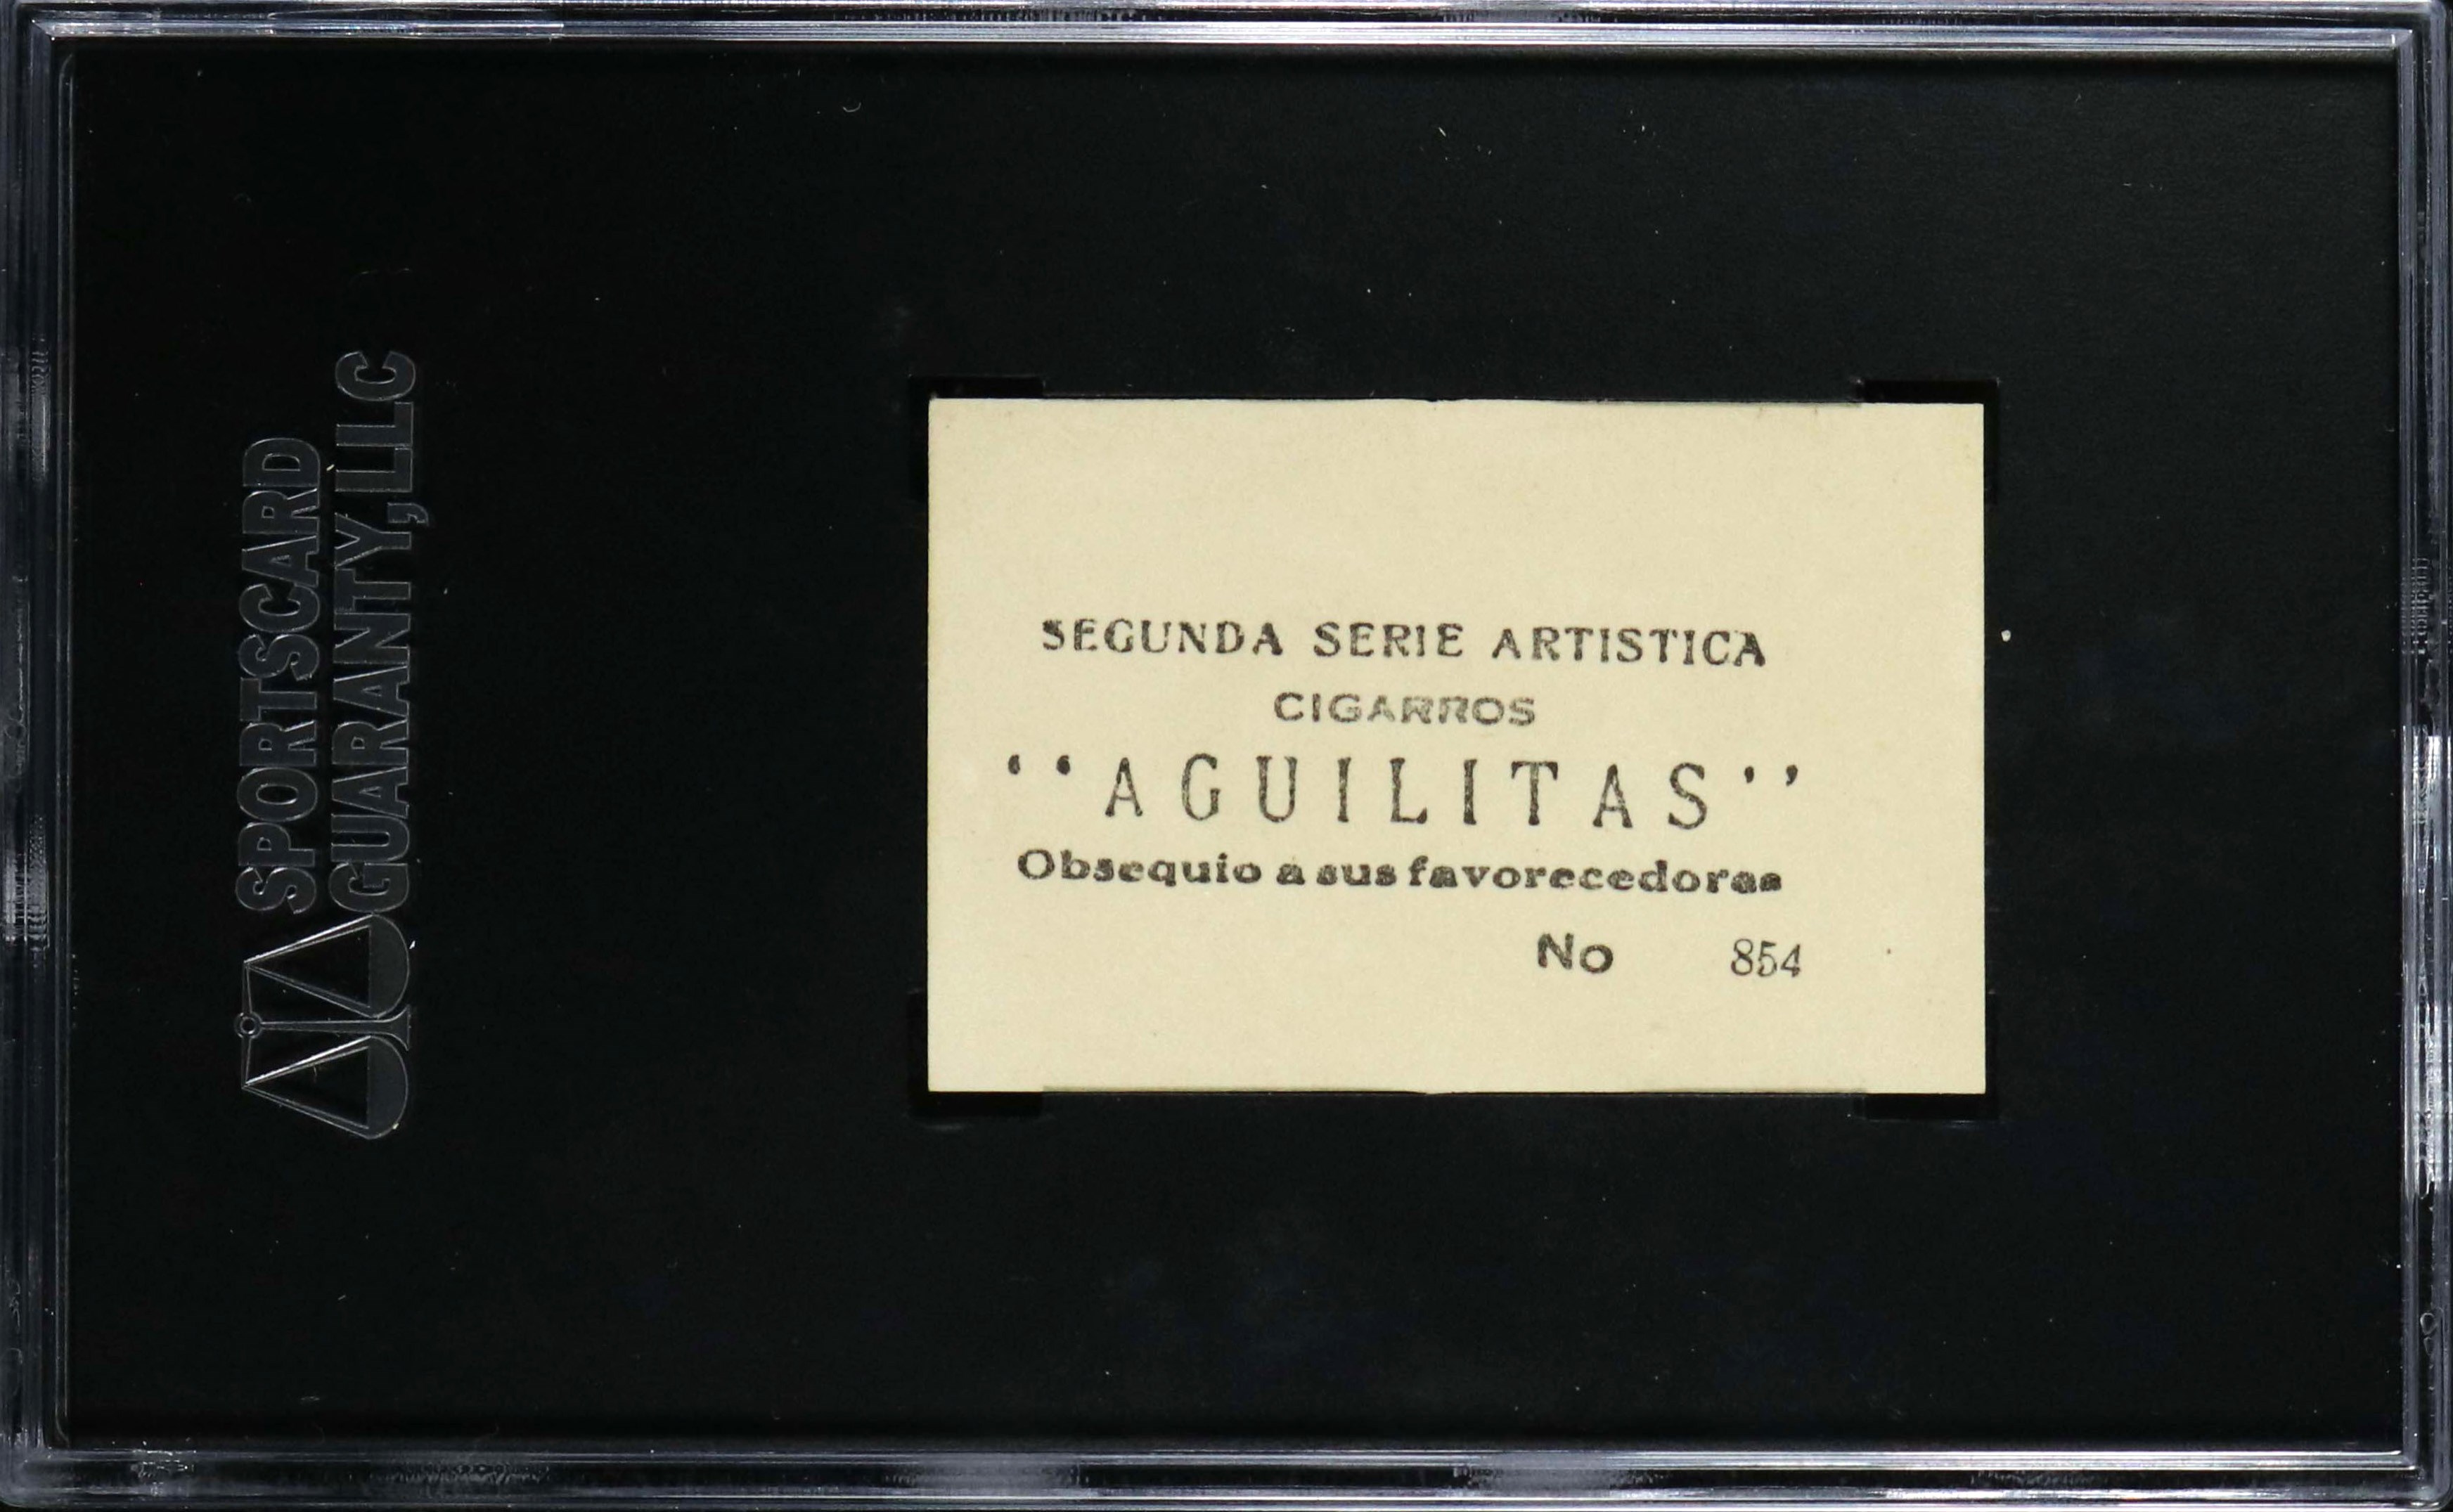 SPORTSCARD
GUARANTY, LLC
SEGUNDA SERIE ARTISTICA
CIGARROS
“AGUILITAS”
Obsequio a sus favorecedores
No 854